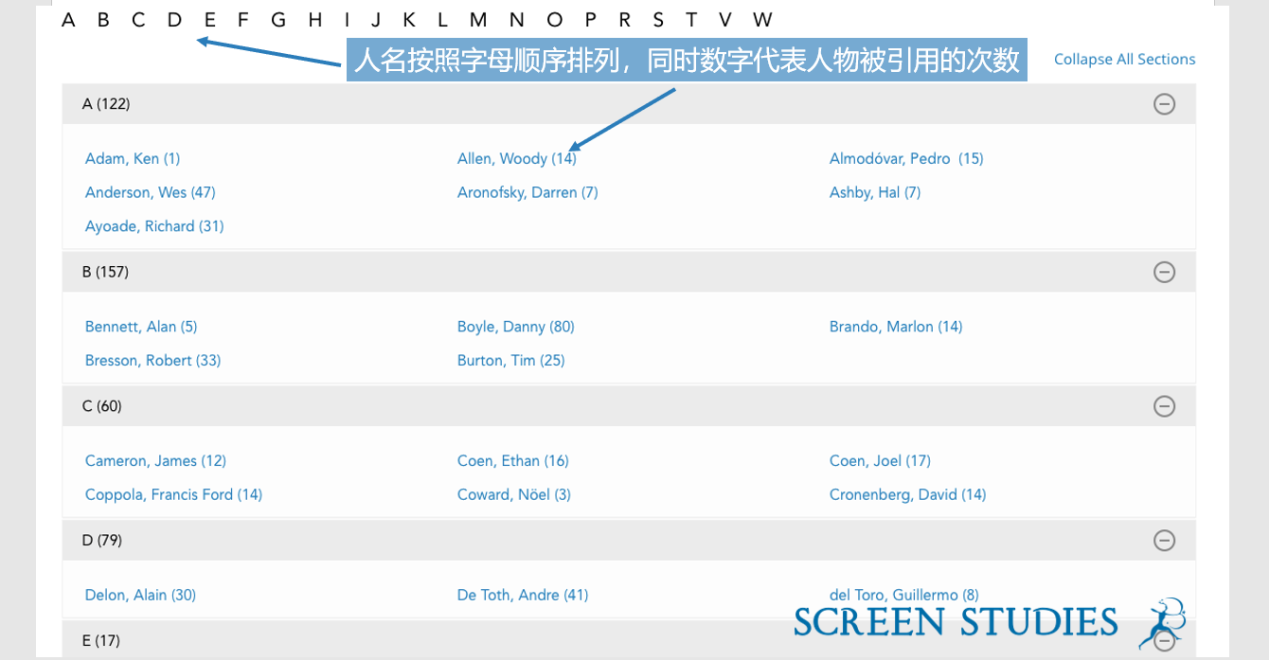 A B C D E F G H I J K L M N O P R S T V W
人名按照字母顺序排列，同时数字代表人物被引用的次数
Collapse All Sections
A (122)
Adam, Ken (1) Allen, Woody (14) Almodóvar, Pedro (15)
Anderson, Wes (47) Aronofsky, Darren (7) Ashby, Hal (7)
Ayoade, Richard (31)
B (157)
Bennett, Alan (5) Boyle, Danny (80) Brando, Marlon (14)
Bresson, Robert (33) Burton, Tim (25)
C (60)
Cameron, James (12) Coen, Ethan (16) Coen, Joel (17)
Coppola, Francis Ford (14) Coward, Nöel (3) Cronenberg, David (14)
D (79)
Delon, Alain (30) De Toth, Andre (41) del Toro, Guillermo (8)
SCREEN STUDIES
E (17)